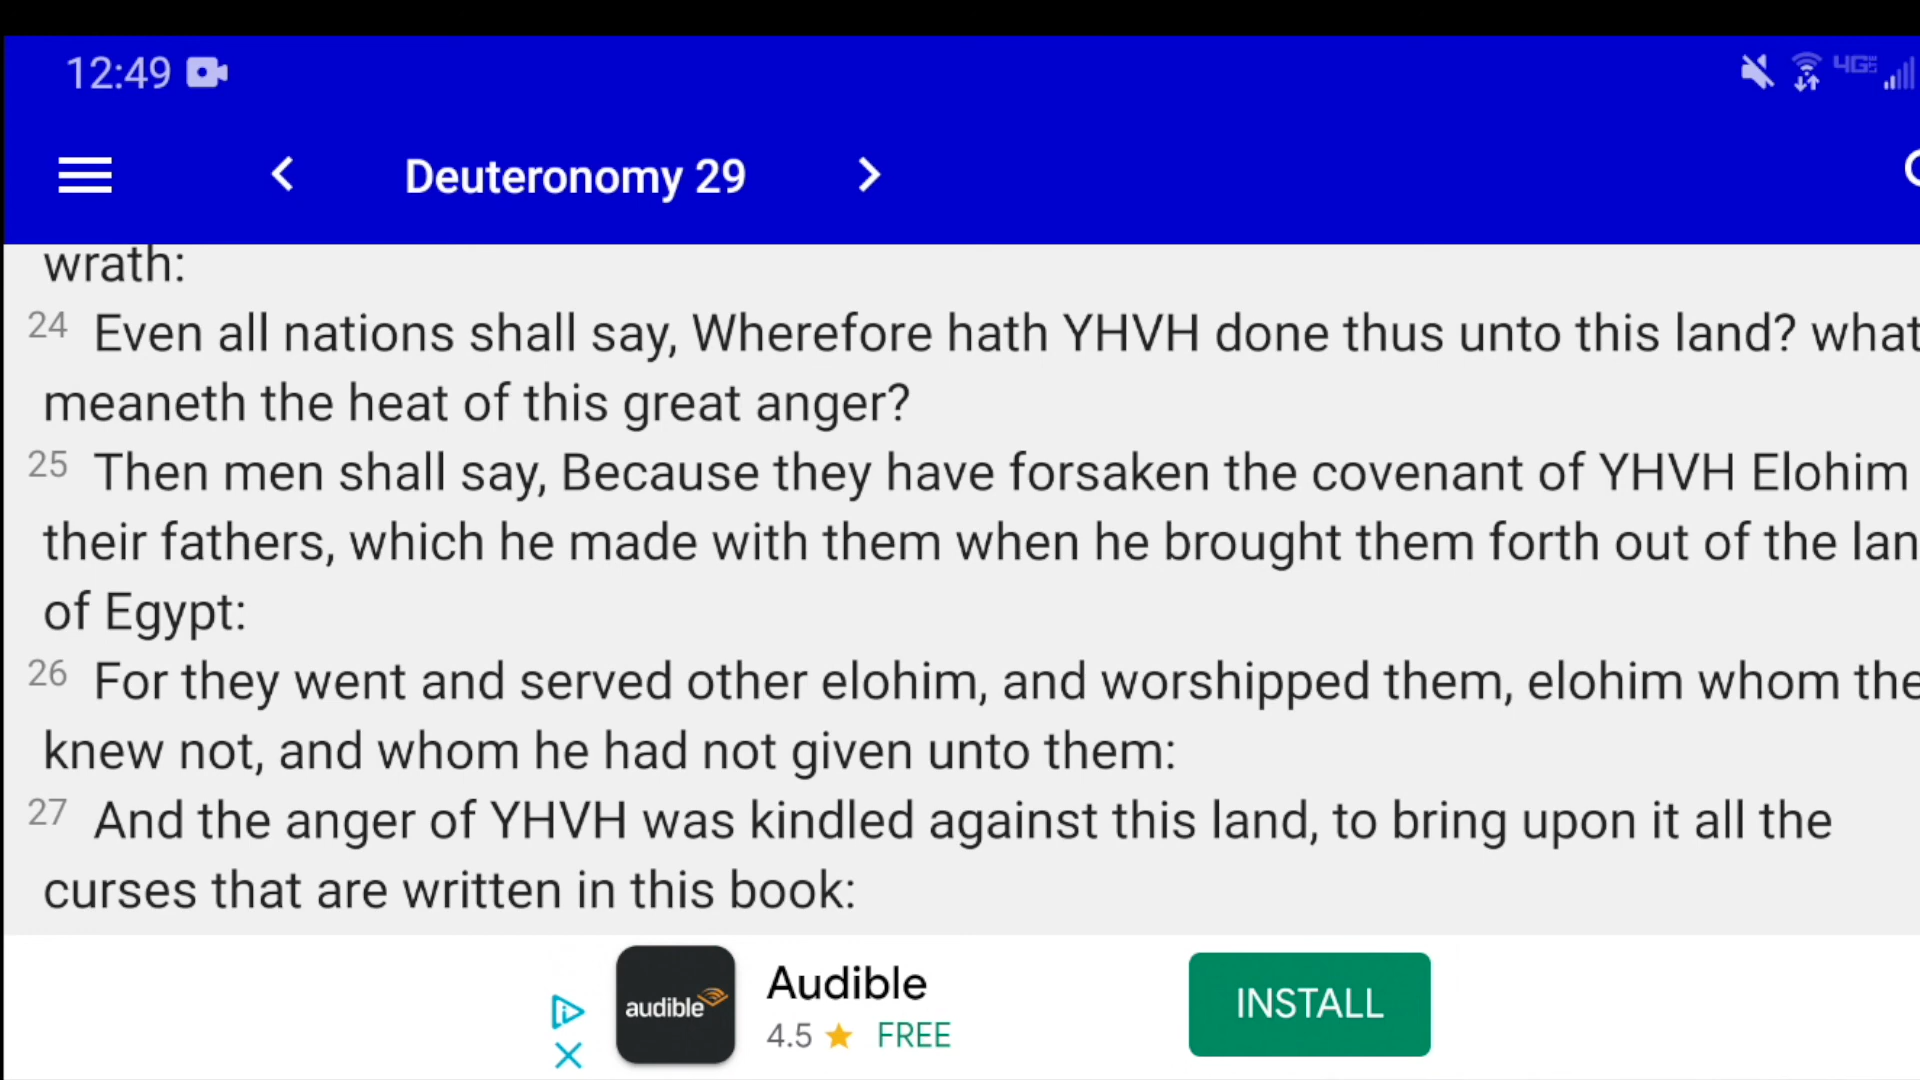 12:49 4G
Deuteronomy 29
wrath:
24 Even all nations shall say, Wherefore hath YHVH done thus unto this land? what
meaneth the heat of this great anger?
25 Then men shall say, Because they have forsaken the covenant of YHVH Elohim
their fathers, which he made with them when he brought them forth out of the lan
of Egypt:
26 For they went and served other elohim, and worshipped them, elohim whom the
knew not, and whom he had not given unto them:
27 And the anger of YHVH was kindled against this land, to bring upon it all the
curses that are written in this book:
audible
Audible
4.5 FREE
INSTALL